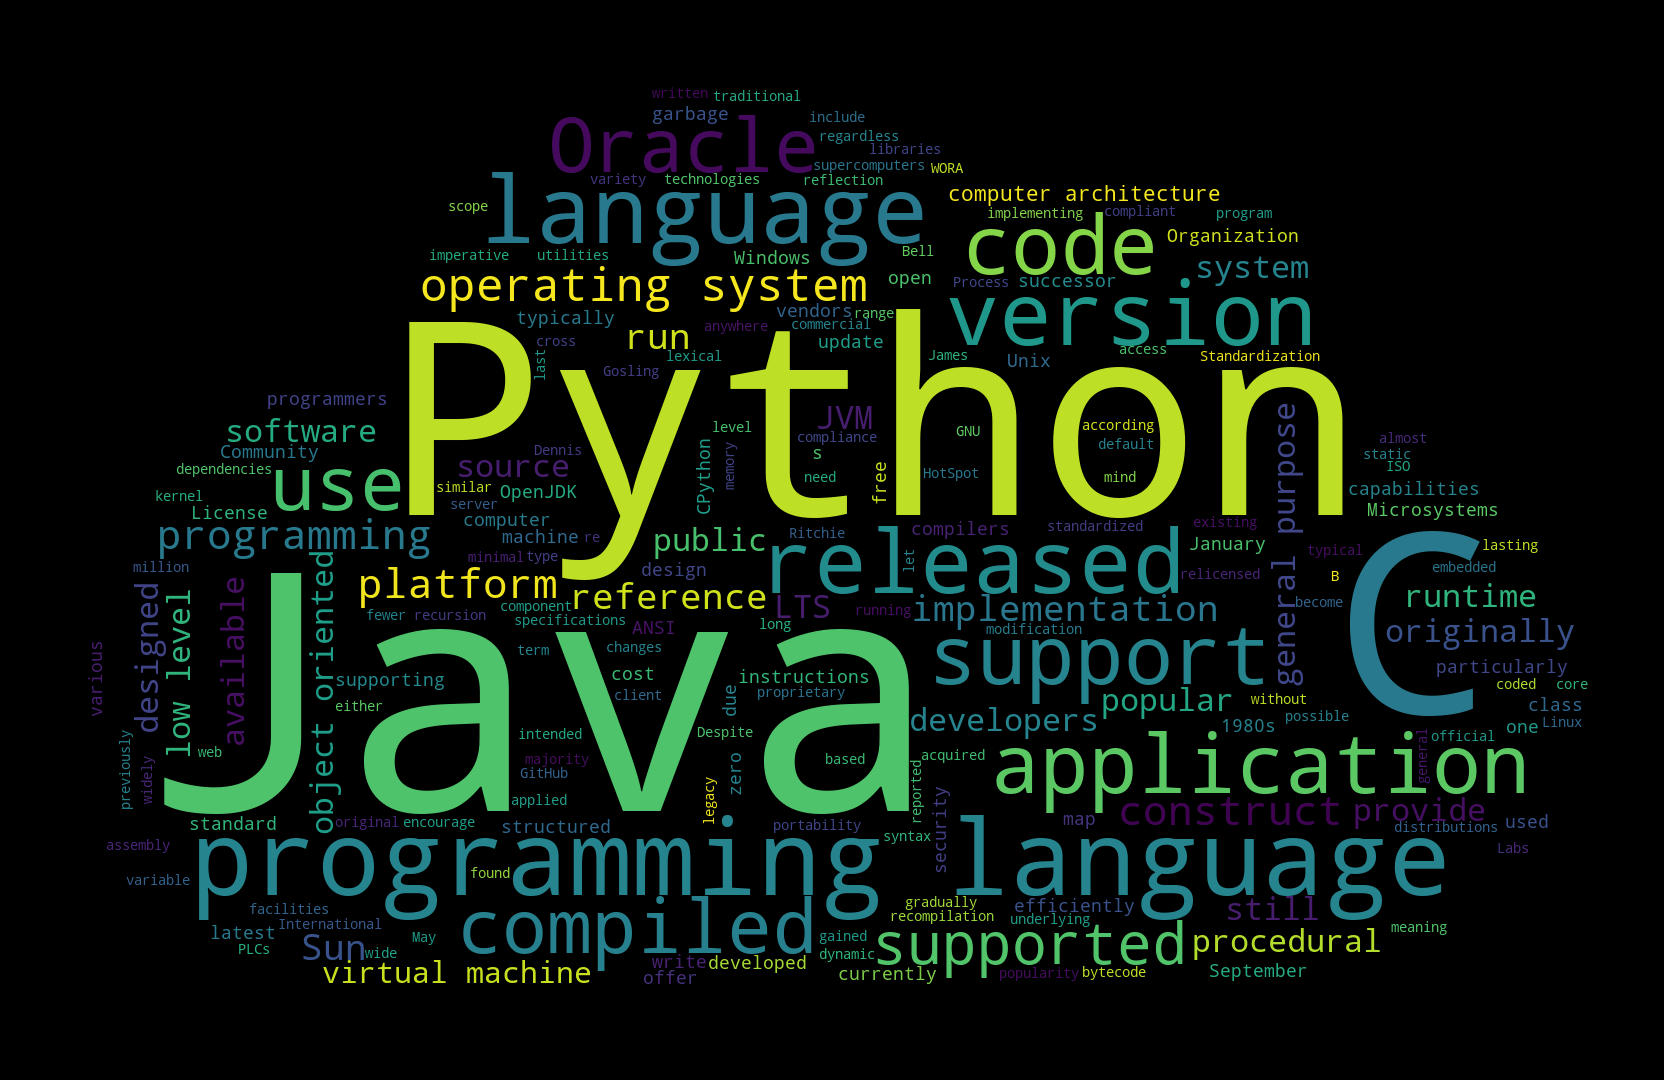 written traditional
garbage include
Oracle regardless
libraries
supercomputers WORA
variety technologies reflection
language computer architecture
scope implementing compliant program
code Organization
imperative utilities Windows Bell
operating system open Process successor system
typically vendors range version
run anywhere commercial
cross update
last lexical James Unix access Standardization
Gosling
Python
programmers
software JVM according almost
Community Dennis level compliance GNU default static
dependencies source memory s ISO
use similar OpenJDK CPython need free HotSpot mind general purpose capabilities
kernel server
License computer Microsystems
programming machine re Ritchie compilers standardized existing
public released let January typical lasting
million minimal type design relicensed B embedded
platform reference LTS implementation become runtime
fewer recursion component running
specifications ANSI long modification originally
Java
C
various designed low level available object oriented
term changes support particularly
supporting cost instructions
either client due proprietary developers popular without coded core
possible class
intended Despite 1980s one Linux
web majority based acquired official
previously widely GitHub zero application general
applied legacy reported
standard original encourage structured portability security map construct provide
syntax distributions used
assembly programming language Labs
variable found
facilities gradually efficiently still
International compiled recombination underlying
latest May gained supported procedural meaning
PLCs Sun wide dynamic
virtual machine write developed currently popularity bytecode September
offer